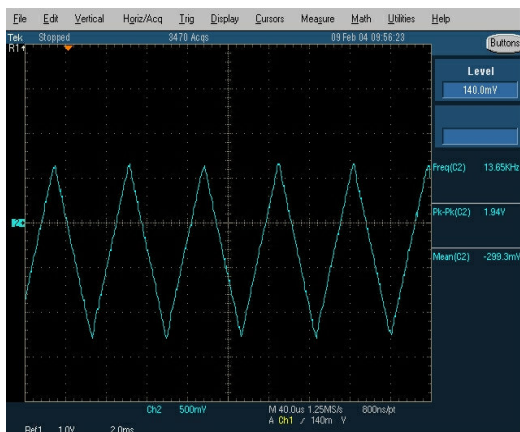 File Edit Vertical Horiz/Acq Trig Display Cursors Measure Math Utilities Help
Tek Stopped 3470 Acqs 09 Feb 04 09:56:23
Buttons
R1
Level
140.0mV
2
Freq(C2) 13.65KHz
Pk-Pk(C2) 1.94V
Mean(C2) -299.3mV
Ch2 500mV M 40.0us 1.25MS/s 800ns/pt
A Ch1 140m V
Ref1 1.0V 2.0ms